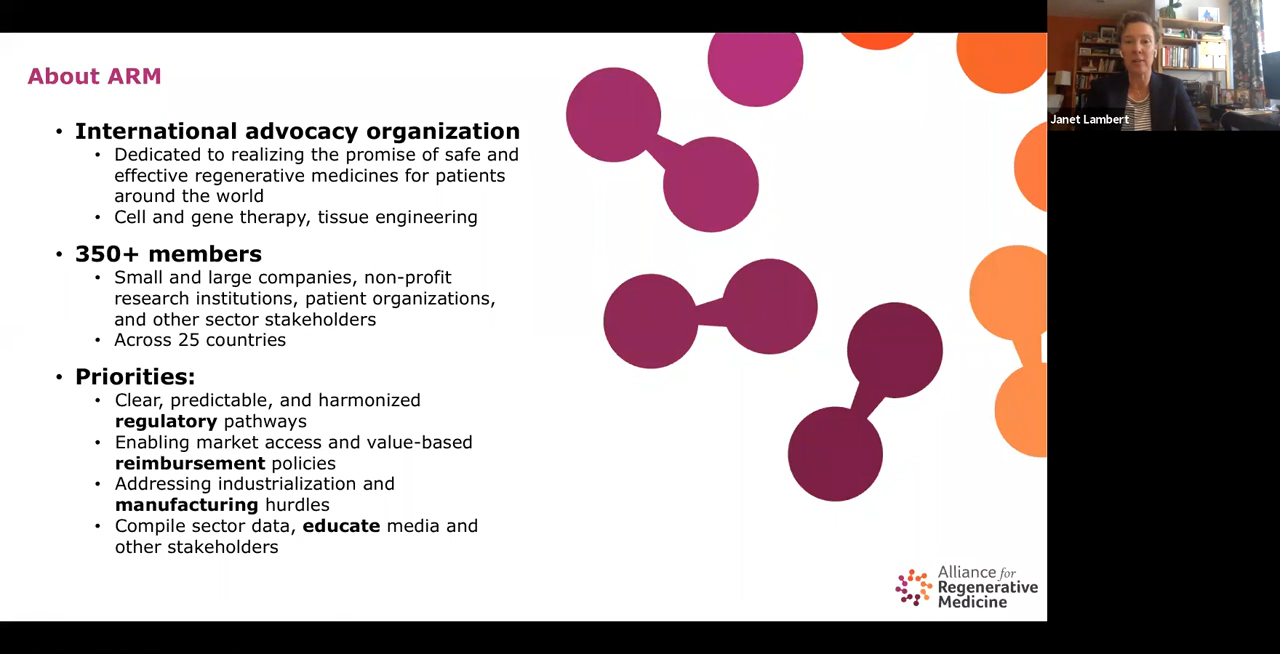 About ARM
• International advocacy organization
• Dedicated to realizing the promise of safe and
effective regenerative medicines for patients
around the world
• Cell and gene therapy, tissue engineering
• 350+ members
• Small and large companies, non-profit
research institutions, patient organizations,
and other sector stakeholders
• Across 25 countries
• Priorities:
• Clear, predictable, and harmonized
regulatory pathways
• Enabling market access and value-based
reimbursement policies
• Addressing industrialization and
manufacturing hurdles
• Compile sector data, educate media and
other stakeholders
Alliance for
Regenerative
Medicine
Janet Lambert